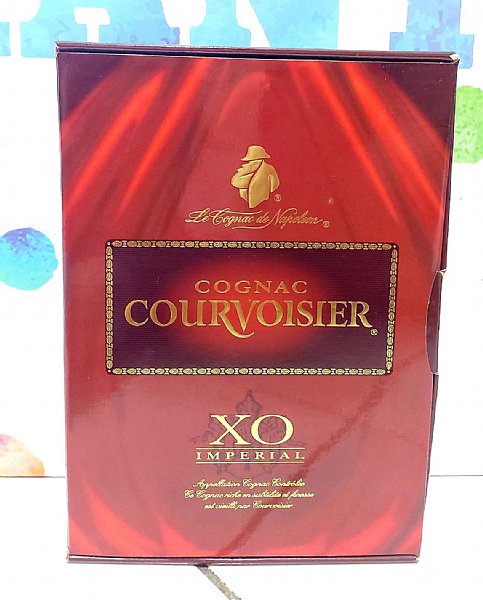 Le Cognac de Napoleon ®
COGNAC
COURVOISIER ®
XO
IMPERIAL
Appellation Cognac Contrôlée
Ce Cognac riche en subtilité et finesse
est vieilli par Courvoisier